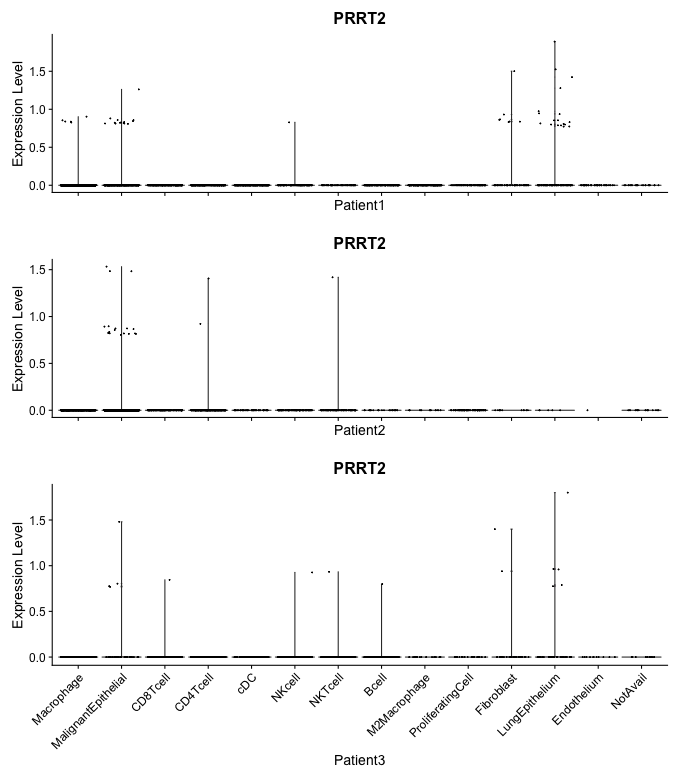 PRRT2
Expression Level
1.5
1.0
0.5
0.0
Patient1
PRRT2
Expression Level
1.5
1.0
0.5
0.0
Patient2
PRRT2
Expression Level
1.5
1.0
0.5
0.0
Macrophage
MalignantEpithelial
CD8Tcell
CD4Tcell
cDC
NKcell
NKTcell
Bcell
M2Macrophage
ProliferatingCell
Fibroblast
LungEpithelium
Endothelium
NotAvail
Patient3